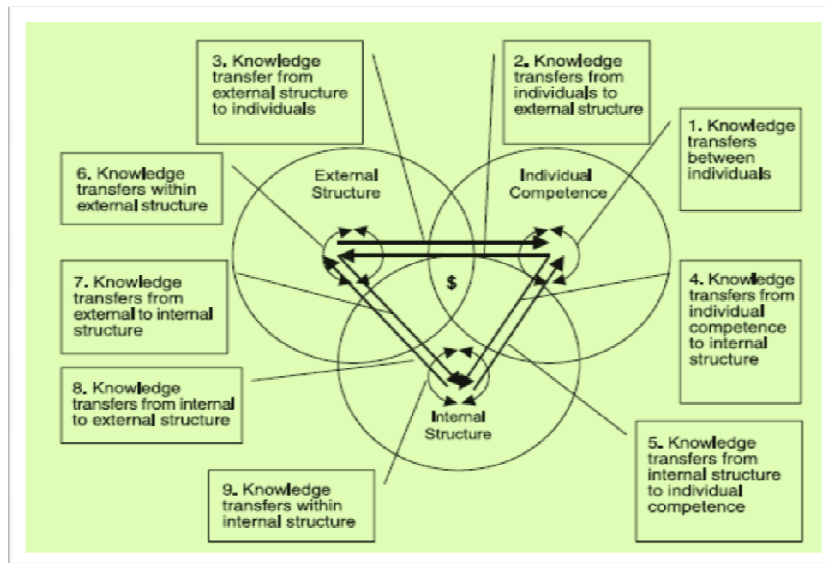 3. Knowledge
transfer from
external structure
to individuals
2. Knowledge
transfers from
individuals to
external structure
1. Knowledge
transfers
between
individuals
6. Knowledge
transfers within
external structure
External
Structure
Individual
Competence
7. Knowledge
transfers from
external to internal
structure
$
4. Knowledge
transfers from
individual
competence
to internal
structure
8. Knowledge
transfers from internal
to external structure
Internal
Structure
5. Knowledge
transfers from
internal structure
to individual
competence
9. Knowledge
transfers within
internal structure